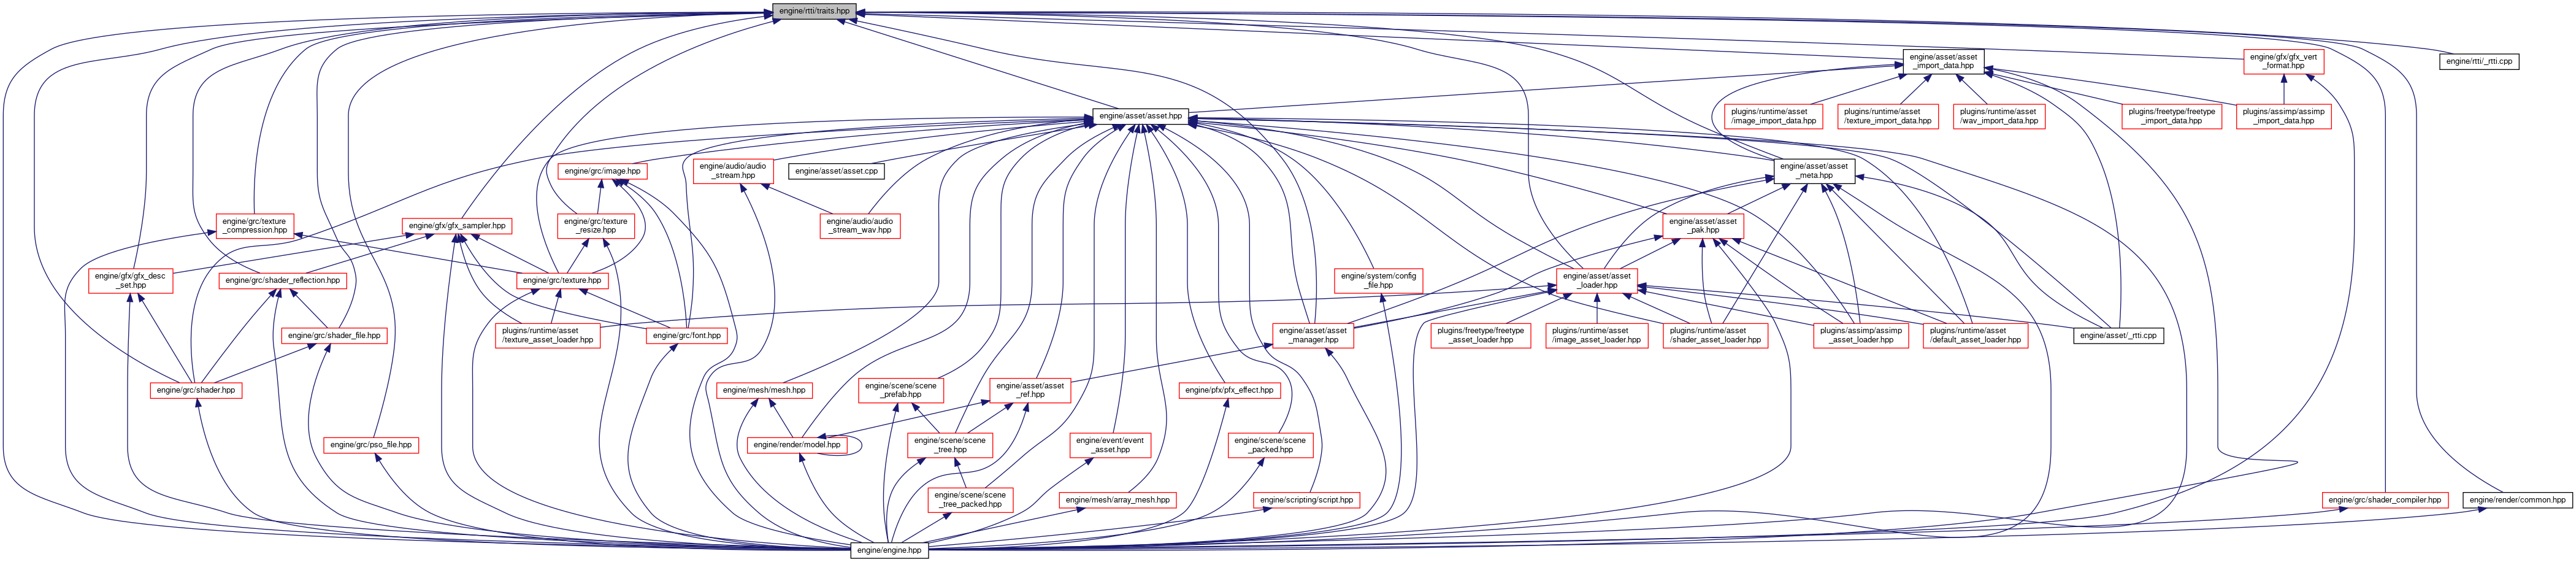 engine/rtti/traits.hpp
engine/asset/asset
_import_data.hpp
engine/gfx/gfx_vert
_format.hpp
engine/rtti/_rtti.cpp
engine/asset/asset.hpp
plugins/runtime/asset
/image_import_data.hpp
plugins/runtime/asset
/texture_import_data.hpp
plugins/runtime/asset
/wav_import_data.hpp
plugins/freetype/freetype
_import_data.hpp
plugins/assimp/assimp
_import_data.hpp
engine/grc/image.hpp
engine/audio/audio
_stream.hpp
engine/asset/asset.cpp
engine/asset/asset
_meta.hpp
engine/grc/texture
_compression.hpp
engine/gfx/gfx_sampler.hpp
engine/grc/texture
_resize.hpp
engine/audio/audio
_stream_wav.hpp
engine/asset/asset
_pak.hpp
engine/gfx/gfx_desc
_set.hpp
engine/grc/shader_reflection.hpp
engine/grc/texture.hpp
engine/system/config
_file.hpp
engine/asset/asset
_loader.hpp
engine/grc/shader_file.hpp
plugins/runtime/asset
/texture_asset_loader.hpp
engine/grc/font.hpp
engine/asset/asset
_manager.hpp
plugins/freetype/freetype
_asset_loader.hpp
plugins/runtime/asset
/image_asset_loader.hpp
plugins/runtime/asset
/shader_asset_loader.hpp
plugins/assimp/assimp
_asset_loader.hpp
plugins/runtime/asset
/default_asset_loader.hpp
engine/asset/_rtti.cpp
engine/grc/shader.hpp
engine/mesh/mesh.hpp
engine/scene/scene
_prefab.hpp
engine/asset/asset
_ref.hpp
engine/pfx/pfx_effect.hpp
engine/grc/pso_file.hpp
engine/render/model.hpp
engine/scene/scene
_tree.hpp
engine/event/event
_asset.hpp
engine/scene/scene
_packed.hpp
engine/scene/scene
_tree_packed.hpp
engine/mesh/array_mesh.hpp
engine/scripting/script.hpp
engine/grc/shader_compiler.hpp
engine/render/common.hpp
engine/engine.hpp